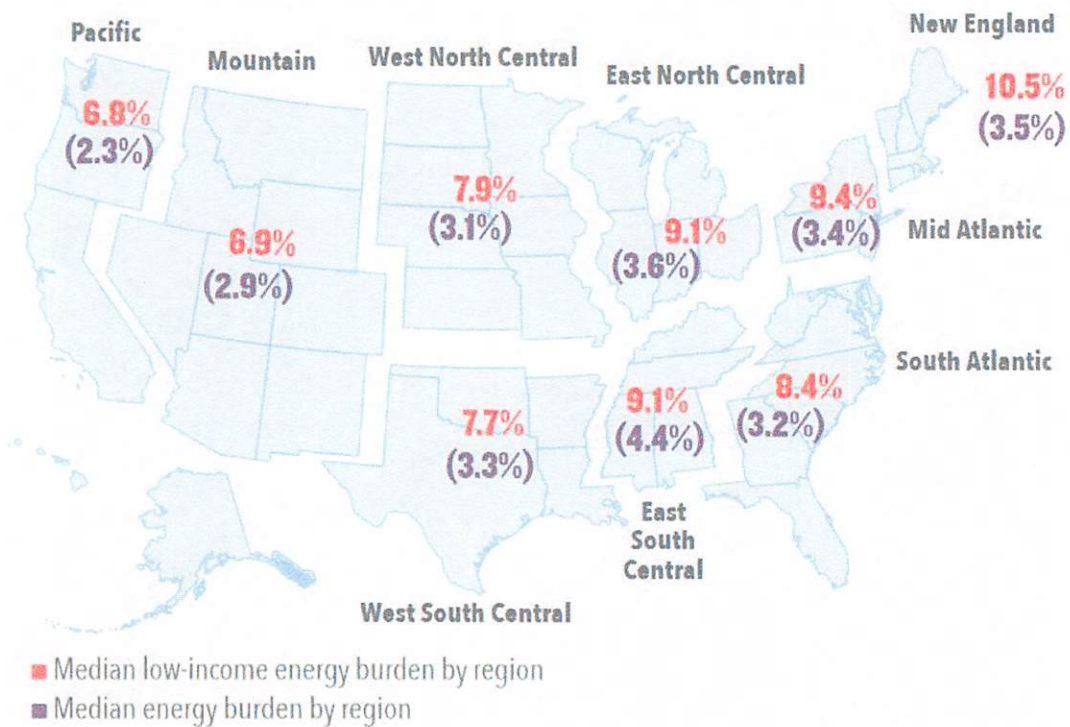 New England
Pacific
Mountain
West North Central
East North Central
6.8%
(2.3%)
10.5%
(3.5%)
7.9%
(3.1%)
9.4%
(3.4%)
6.9%
(2.9%)
9.1%
(3.6%)
Mid Atlantic
South Atlantic
7.7%
(3.3%)
9.1%
(4.4%)
8.4%
(3.2%)
East
South
Central
West South Central
Median low-income energy burden by region
Median energy burden by region